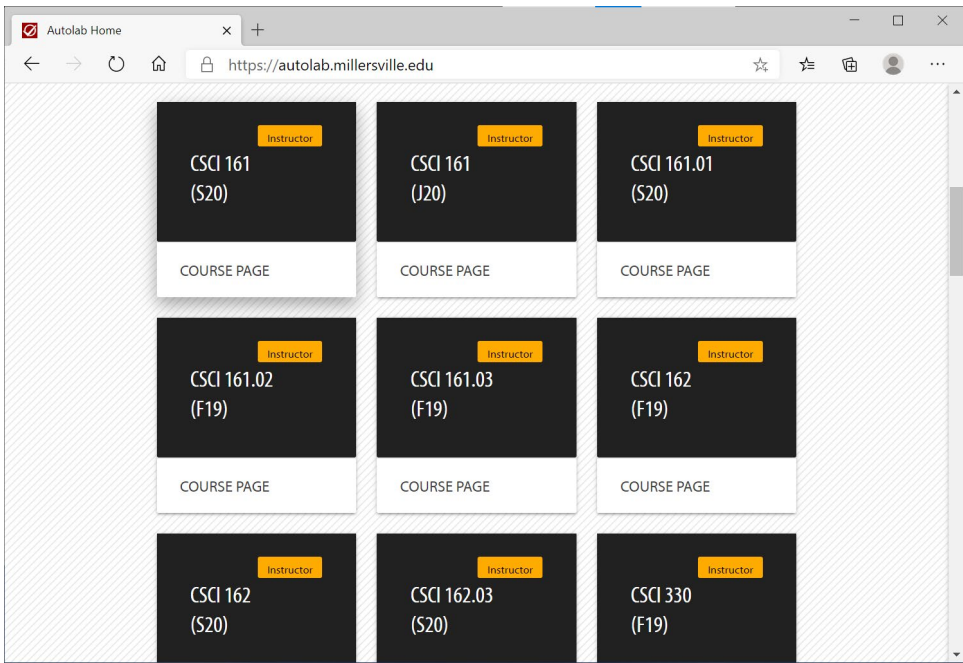 Autolab Home
https://autolab.millersville.edu
Instructor
CSCI 161
(S20)
COURSE PAGE
Instructor
CSCI 161
(J20)
COURSE PAGE
Instructor
CSCI 161.01
(S20)
COURSE PAGE
Instructor
CSCI 161.02
(F19)
COURSE PAGE
Instructor
CSCI 161.03
(F19)
COURSE PAGE
Instructor
CSCI 162
(F19)
COURSE PAGE
Instructor
CSCI 162
(S20)
Instructor
CSCI 162.03
(S20)
Instructor
CSCI 330
(F19)